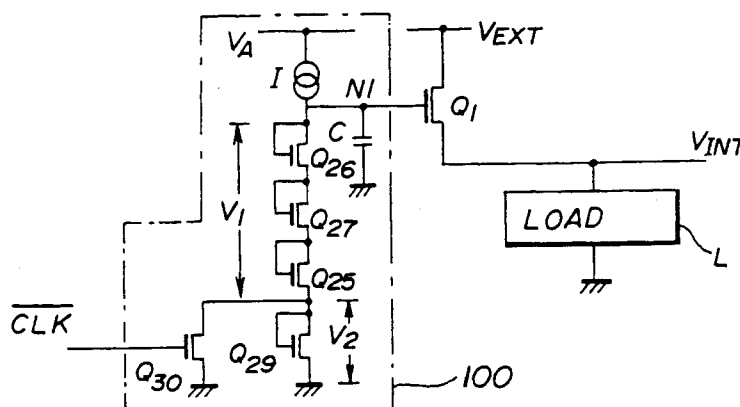 VA
VEXT
I
N1
Q1
C
Q26
VINT
V1
Q27
LOAD
L
Q25
CLK
V2
Q30
Q29
100